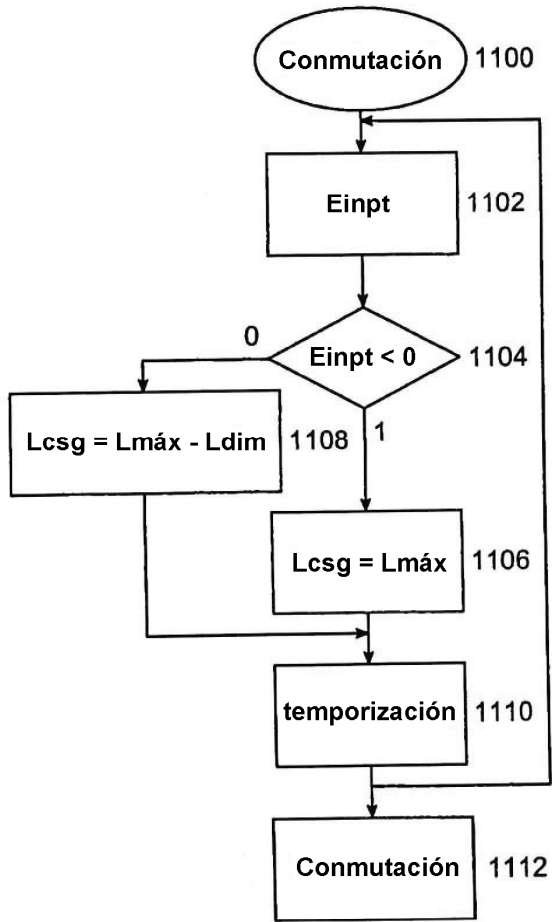 Conmutación 1100
Einpt 1102
0
Einpt < 0 1104
Lcsg = Lmáx - Ldim 1108
1
Lcsg = Lmáx 1106
temporización 1110
Conmutación 1112